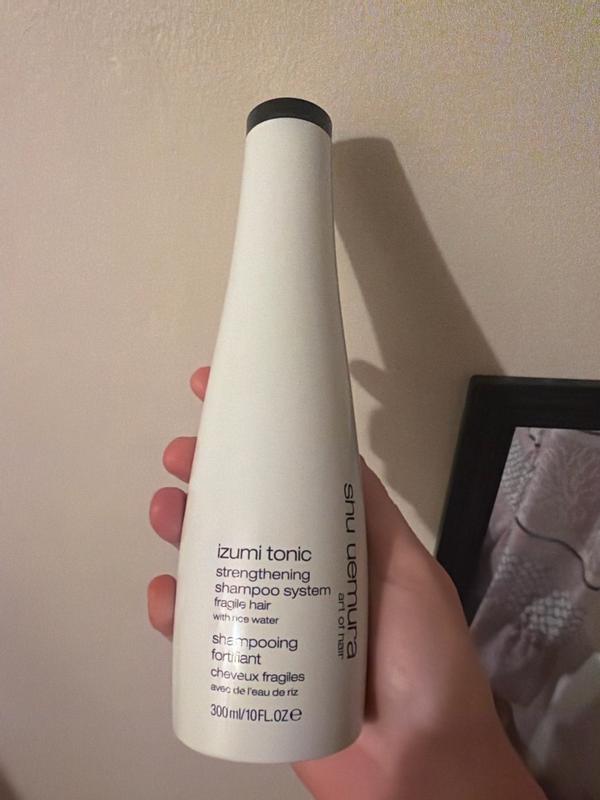 izumi tonic
strengthening
shampoo system
fragile hair
with rice water
shampooing
fortifiant
cheveux fragiles
avec de l'eau de riz
300ml/10FL.OZ℮
shu uemura
art of hair